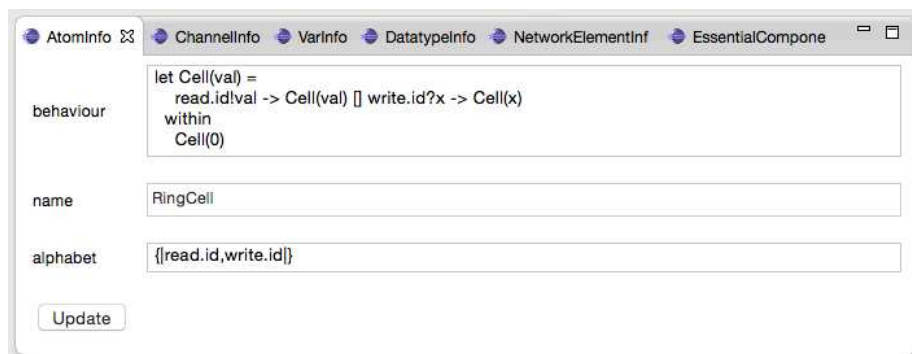 AtomInfo ChannelInfo VarInfo DatatypeInfo NetworkElementInf EssentialCompone
behaviour
let Cell(val) =
read.id!val -> Cell(val) [] write.id?x -> Cell(x)
within
Cell(0)
name
RingCell
alphabet
{|read.id,write.id|}
Update